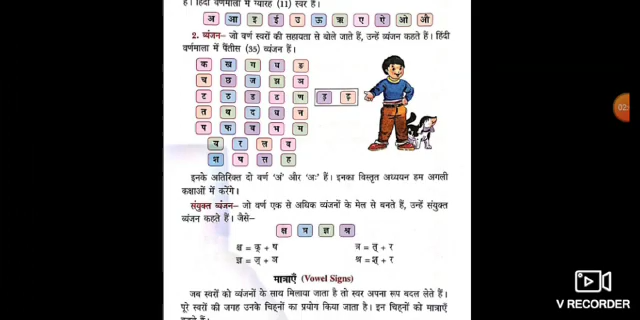 है। हिंदी वर्णमाला में ग्यारह (11) स्वर हैं।
अ आ इ ई उ ऊ ऋ ए ऐ ओ औ
2. व्यंजन- जो वर्ण स्वरों की सहायता से बोले जाते हैं, उन्हें व्यंजन कहते हैं। हिंदी
वर्णमाला में पैंतीस (35) व्यंजन हैं।
क ख ग घ ङ
च छ ज झ ञ
ट ठ ड ढ ण ड़ ढ़
त थ द ध न
प फ ब भ म
य र ल व
श ष स ह
इनके अतिरिक्त दो वर्ण 'अं' और 'अः' हैं। इनका विस्तृत अध्ययन हम अगली
कक्षाओं में करेंगे।
संयुक्त व्यंजन- जो वर्ण एक से अधिक व्यंजनों के मेल से बनते हैं, उन्हें संयुक्त
व्यंजन कहते हैं। जैसे-
क्ष त्र ज्ञ श्र
क्ष = क् + ष त्र = त् + र
ज्ञ = ज् + ञ श्र = श् + र
मात्राएँ (Vowel Signs)
जब स्वरों को व्यंजनों के साथ मिलाया जाता है तो स्वर अपना रूप बदल लेते हैं।
पूरे स्वरों की जगह उनके चिह्नों का प्रयोग किया जाता है। इन चिह्नों को मात्राएँ
कहते हैं।
V RECORDER